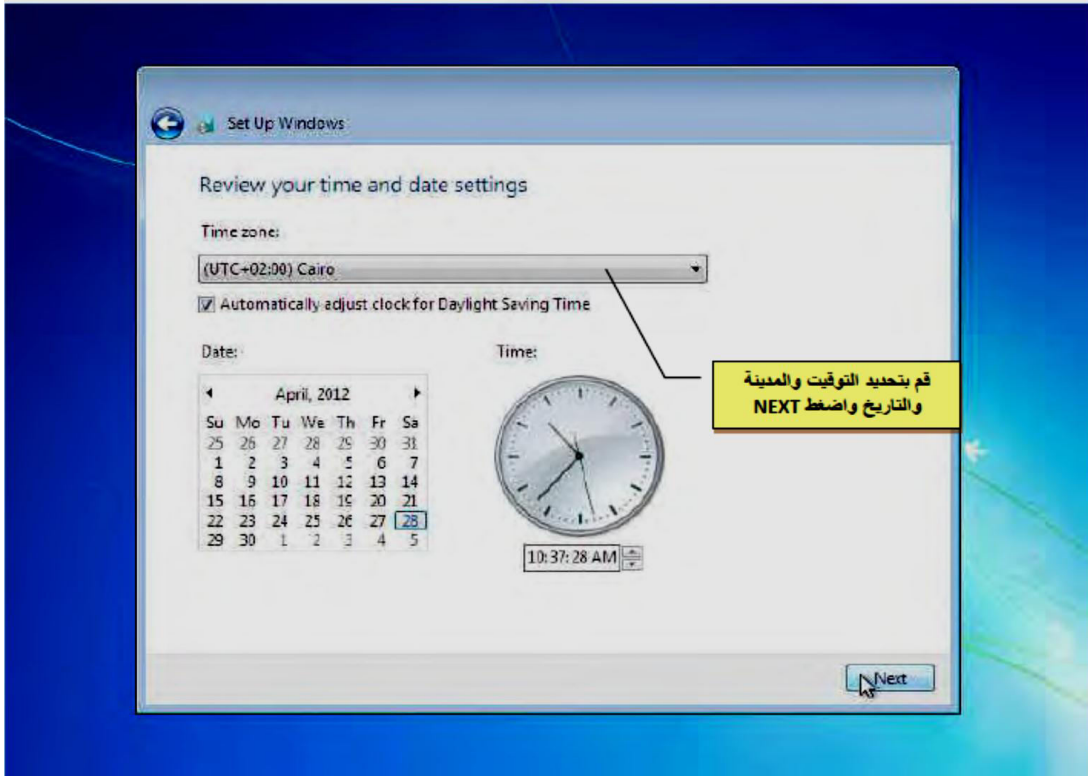 Set Up Windows
Review your time and date settings
Time zone:
(UTC+02:00) Cairo
Automatically adjust clock for Daylight Saving Time
Date:
Time:
April, 2012
Su Mo Tu We Th Fr Sa
25 26 27 28 29 30 31
1 2 3 4 5 6 7
8 9 10 11 12 13 14
15 16 17 18 19 20 21
22 23 24 25 26 27 28
29 30 1 2 3 4 5
10:37:28 AM
قم بتحديد التوقيت والمدينة
والتاريخ واضغط NEXT
Next